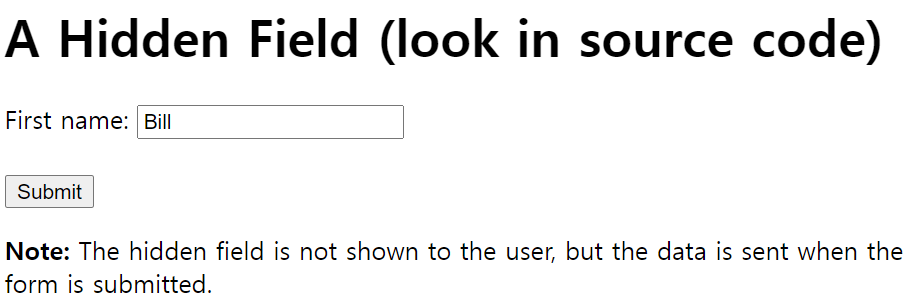 A Hidden Field (look in source code)
First name: Bill
Submit
Note: The hidden field is not shown to the user, but the data is sent when the
form is submitted.